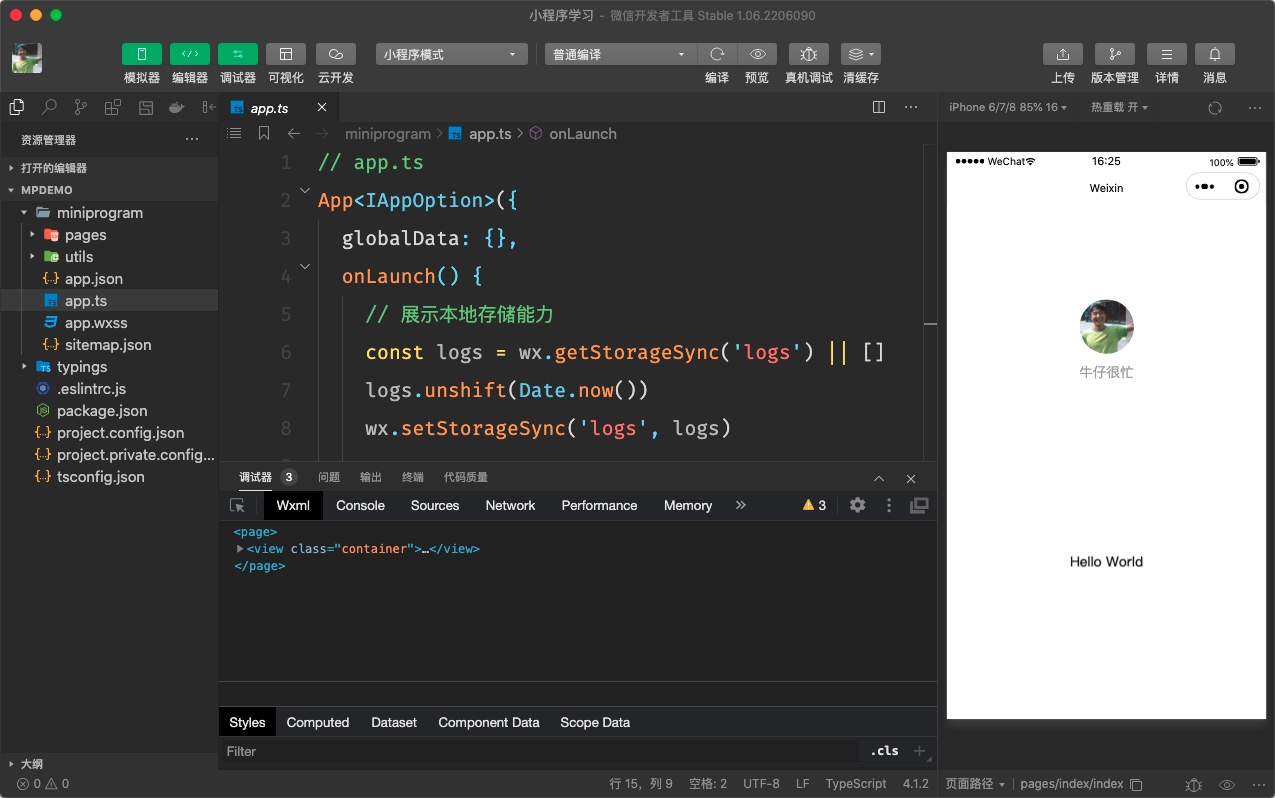 小程序学习 - 微信开发者工具 Stable 1.06.2206090
模拟器 编辑器 调试器 可视化 云开发
小程序模式 普通编译
编译 预览 真机调试 清缓存
上传 版本管理 详情 消息
资源管理器
打开的编辑器
MPDEMO
miniprogram
pages
utils
app.json
app.ts
app.wxss
sitemap.json
typings
.eslintrc.js
package.json
project.config.json
project.private.config...
tsconfig.json
大纲
0 0
app.ts
miniprogram > app.ts > onLaunch
1 // app.ts
2 App<IAppOption>({
3 globalData: {},
4 onLaunch() {
5 // 展示本地存储能力
6 const logs = wx.getStorageSync('logs') || []
7 logs.unshift(Date.now())
8 wx.setStorageSync('logs', logs)
调试器 3 问题 输出 终端 代码质量
Wxml Console Sources Network Performance Memory » 3
<page>
<view class="container">…</view>
</page>
Styles Computed Dataset Component Data Scope Data
Filter .cls
行 15，列 9 空格: 2 UTF-8 LF TypeScript 4.1.2
iPhone 6/7/8 85% 16 热重载 开
WeChat 16:25 100%
Weixin
牛仔很忙
Hello World
页面路径 pages/index/index